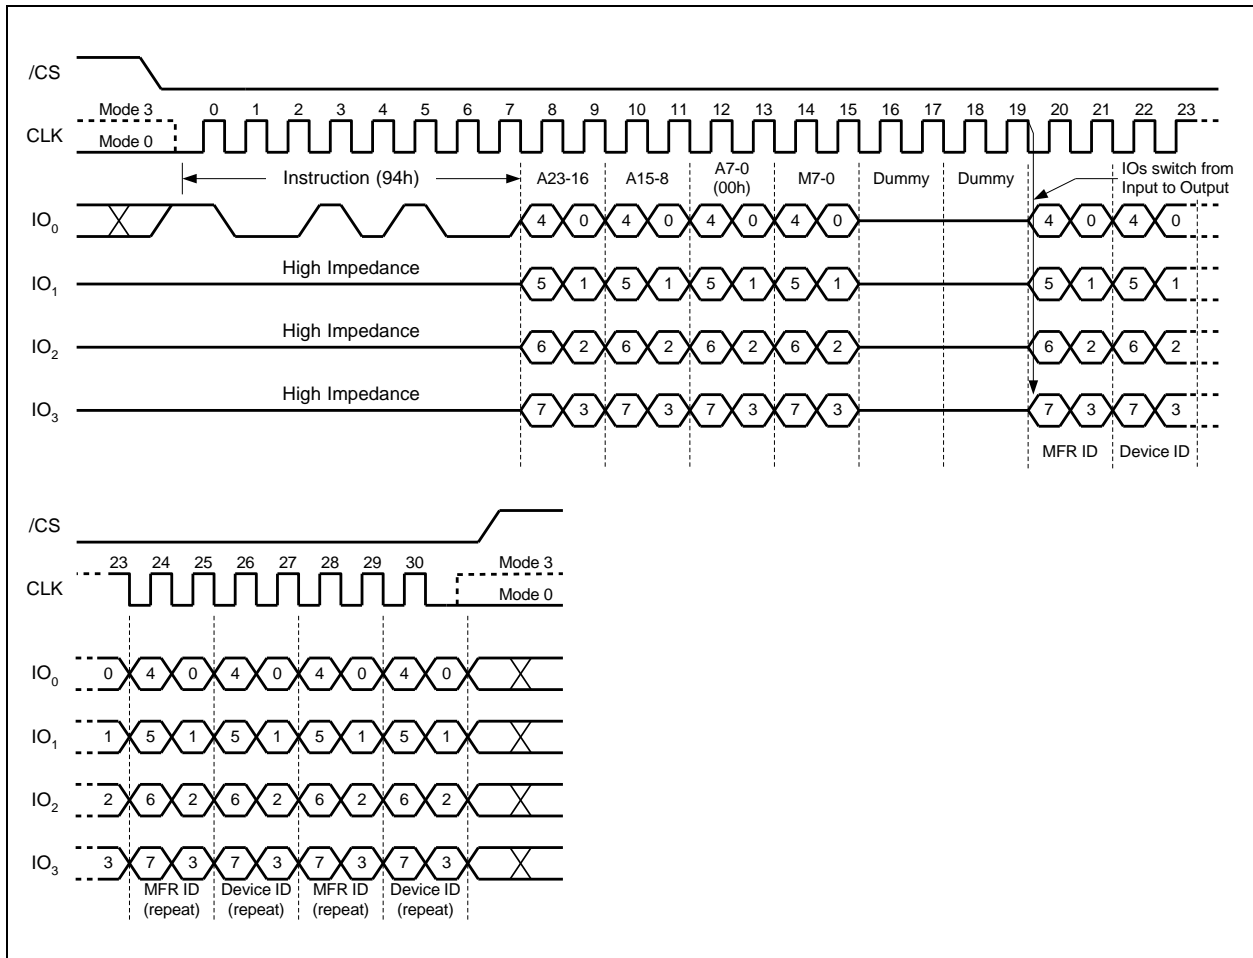 /CS
Mode 3 0 1 2 3 4 5 6 7 8 9 10 11 12 13 14 15 16 17 18 19 20 21 22 23
CLK
Mode 0
Instruction (94h) A23-16 A15-8 A7-0 (00h) M7-0 Dummy Dummy
IOs switch from
Input to Output
IO0 4 0 4 0 4 0 4 0 4 0 4 0
High Impedance
IO1 5 1 5 1 5 1 5 1 5 1 5 1
High Impedance
IO2 6 2 6 2 6 2 6 2 6 2 6 2
High Impedance
IO3 7 3 7 3 7 3 7 3 7 3 7 3
MFR ID Device ID
/CS
23 24 25 26 27 28 29 30 Mode 3
CLK
Mode 0
IO0 0 4 0 4 0 4 0 4 0
IO1 1 5 1 5 1 5 1 5 1
IO2 2 6 2 6 2 6 2 6 2
IO3 3 7 3 7 3 7 3 7 3
MFR ID Device ID MFR ID Device ID
(repeat) (repeat) (repeat) (repeat)